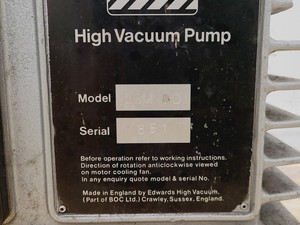 High Vacuum Pump
Model
Serial
Before operation refer to working instructions.
Direction of rotation anticlockwise viewed
on motor cooling fan.
In any enquiry quote model & serial No.
Made in England by Edwards High Vacuum,
(Part of BOC Ltd.) Crawley, Sussex, England.